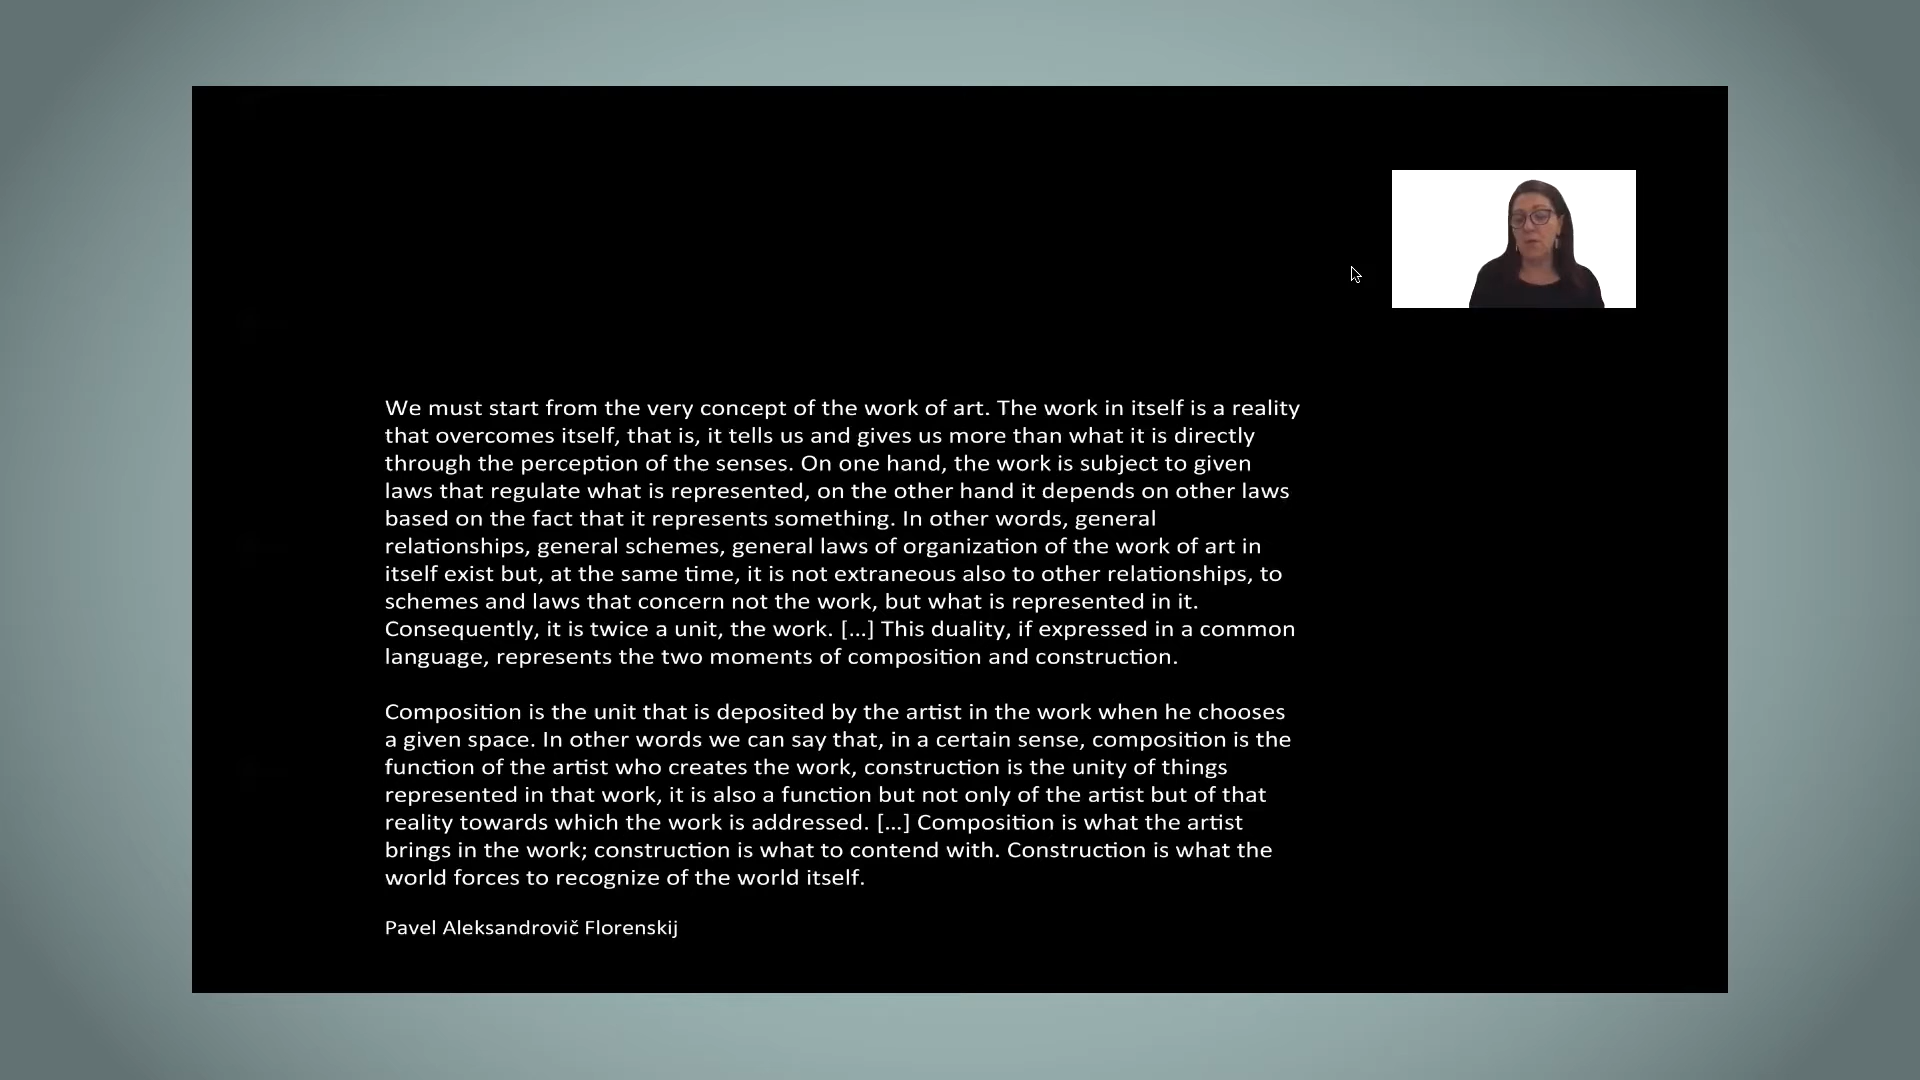 We must start from the very concept of the work of art. The work in itself is a reality
that overcomes itself, that is, it tells us and gives us more than what it is directly
through the perception of the senses. On one hand, the work is subject to given
laws that regulate what is represented, on the other hand it depends on other laws
based on the fact that it represents something. In other words, general
relationships, general schemes, general laws of organization of the work of art in
itself exist but, at the same time, it is not extraneous also to other relationships, to
schemes and laws that concern not the work, but what is represented in it.
Consequently, it is twice a unit, the work. [...] This duality, if expressed in a common
language, represents the two moments of composition and construction.
Composition is the unit that is deposited by the artist in the work when he chooses
a given space. In other words we can say that, in a certain sense, composition is the
function of the artist who creates the work, construction is the unity of things
represented in that work, it is also a function but not only of the artist but of that
reality towards which the work is addressed. [...] Composition is what the artist
brings in the work; construction is what to contend with. Construction is what the
world forces to recognize of the world itself.
Pavel Aleksandrovič Florenskij